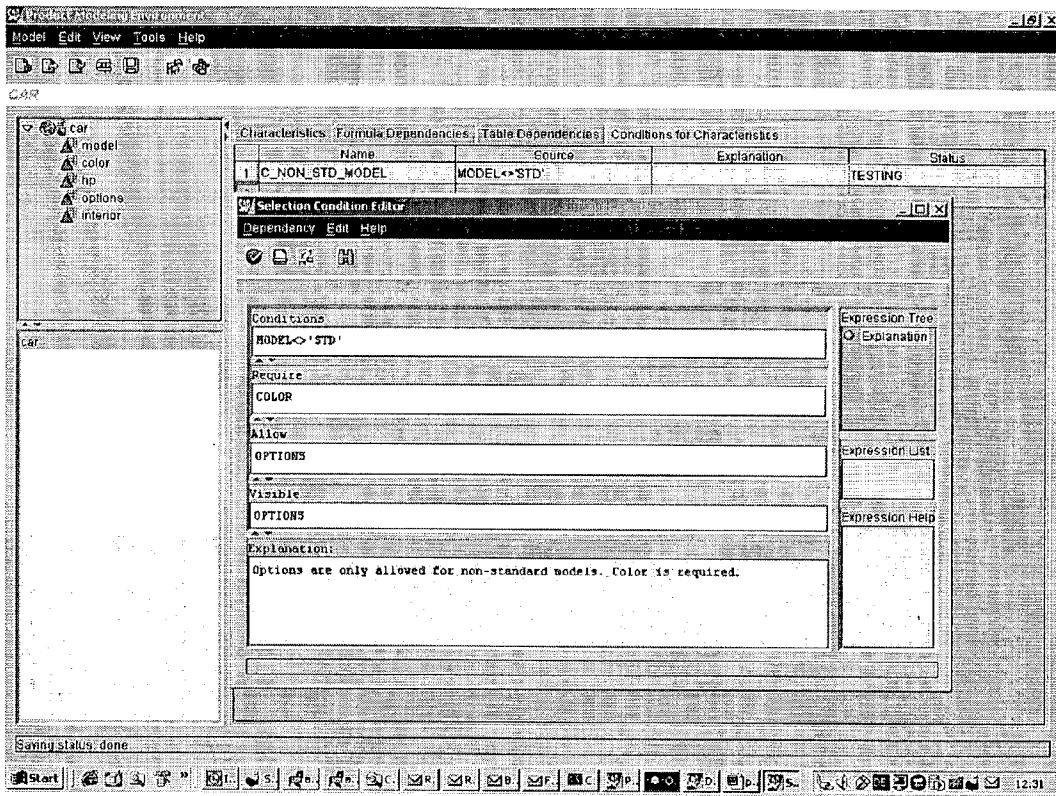 Product Modeling Environment
Model Edit View Tools Help
CAR
car
model
color
hp
options
interior
Characteristics Formula Dependencies Table Dependencies Conditions for Characteristics
Name Source Explanation Status
1 C_NON_STD_MODEL MODEL<>'STD' TESTING
Selection Condition Editor
Dependency Edit Help
Conditions
MODEL<>'STD'
Require
COLOR
Allow
OPTIONS
Visible
OPTIONS
Explanation:
Options are only allowed for non-standard models. Color is required.
Expression Tree
Explanation
Expression List
Expression Help
car
Saving status: done
Start 12:31